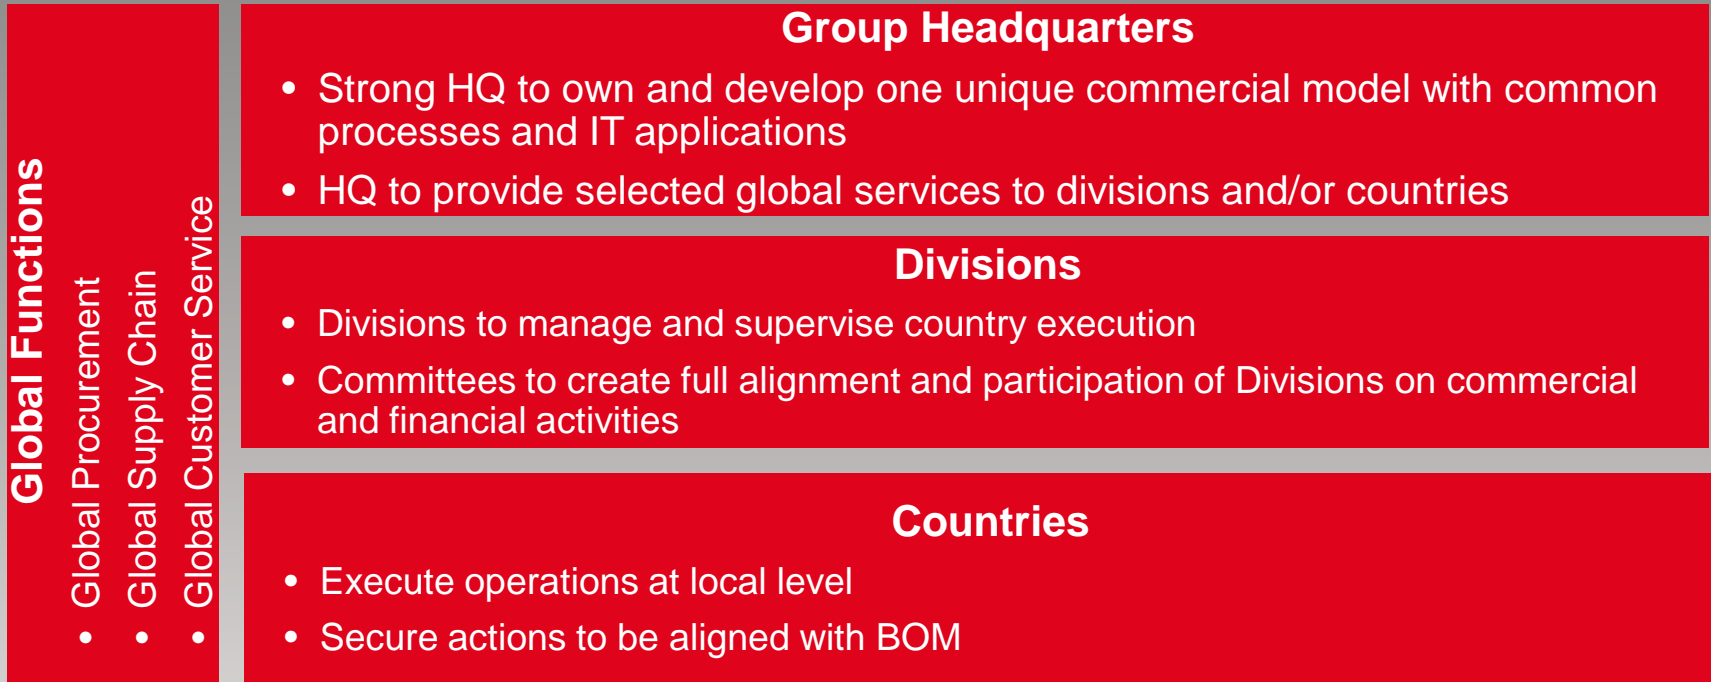 Global Functions
• Global Procurement
• Global Supply Chain
• Global Customer Service
Group Headquarters
• Strong HQ to own and develop one unique commercial model with common
processes and IT applications
• HQ to provide selected global services to divisions and/or countries
Divisions
• Divisions to manage and supervise country execution
• Committees to create full alignment and participation of Divisions on commercial
and financial activities
Countries
• Execute operations at local level
• Secure actions to be aligned with BOM